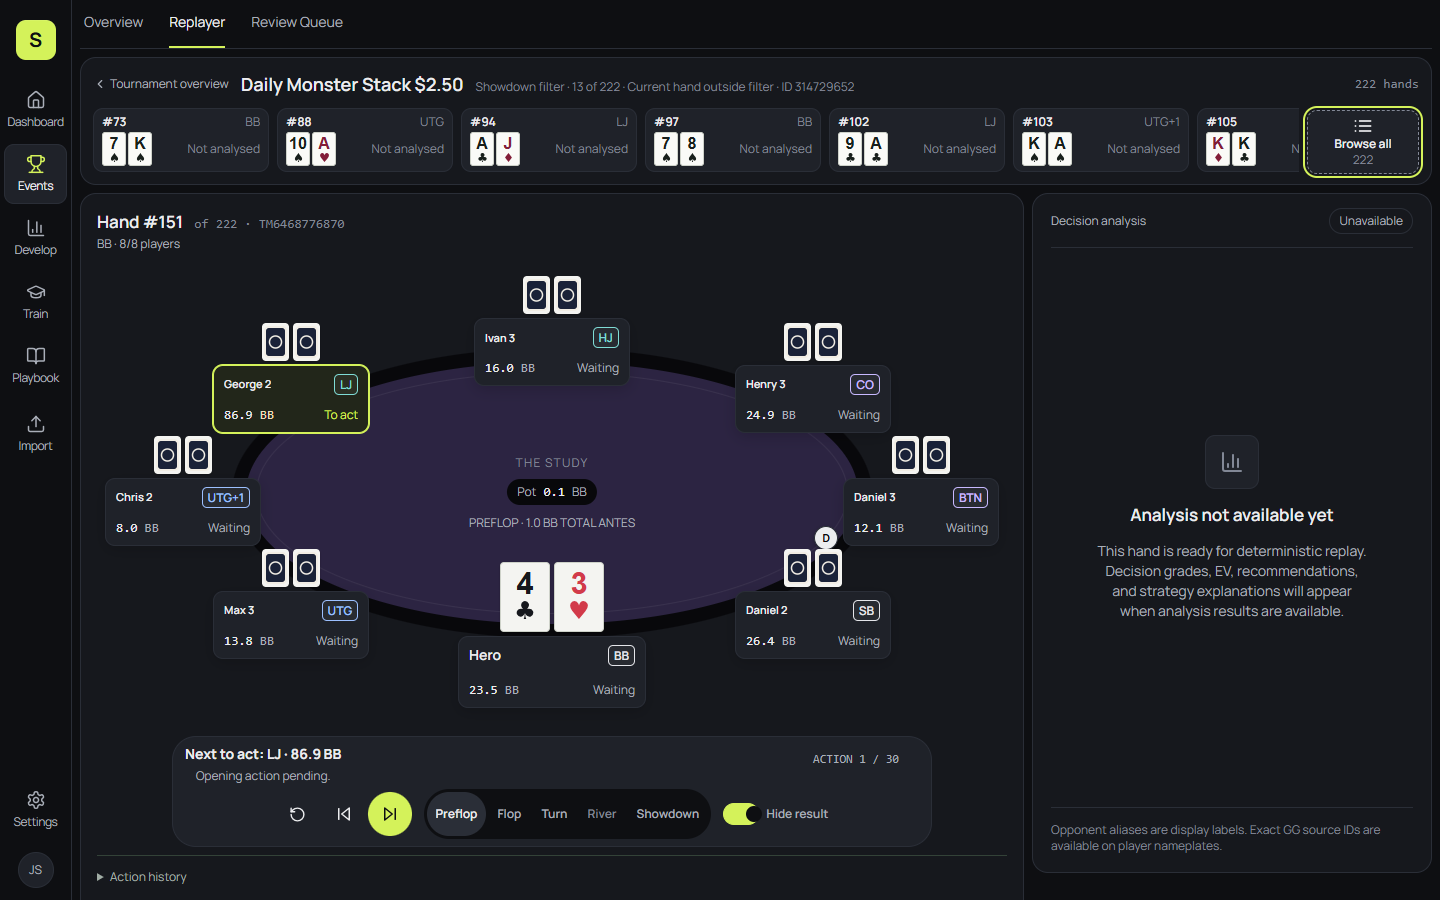 S
Overview Replayer Review Queue
Tournament overview Daily Monster Stack $2.50 Showdown filter · 13 of 222 · Current hand outside filter · ID 314729652 222 hands
#73 BB 7 K Not analysed
#88 UTG 10 A Not analysed
#94 LJ A J Not analysed
#97 BB 7 8 Not analysed
#102 LJ 9 A Not analysed
#103 UTG+1 K A Not analysed
#105 K K N
Browse all
222
Dashboard
Events
Develop
Train
Playbook
Import
Settings
JS
Hand #151 of 222 · TM6468776870
BB · 8/8 players
Ivan 3 HJ
16.0 BB Waiting
George 2 LJ
86.9 BB To act
Henry 3 CO
24.9 BB Waiting
Chris 2 UTG+1
8.0 BB Waiting
THE STUDY
Pot 0.1 BB
PREFLOP · 1.0 BB TOTAL ANTES
Daniel 3 BTN
12.1 BB Waiting
D
Max 3 UTG
13.8 BB Waiting
4 3
Daniel 2 SB
26.4 BB Waiting
Hero BB
23.5 BB Waiting
Next to act: LJ · 86.9 BB
ACTION 1 / 30
Opening action pending.
Preflop Flop Turn River Showdown Hide result
Action history
Decision analysis Unavailable
Analysis not available yet
This hand is ready for deterministic replay.
Decision grades, EV, recommendations,
and strategy explanations will appear
when analysis results are available.
Opponent aliases are display labels. Exact GG source IDs are
available on player nameplates.